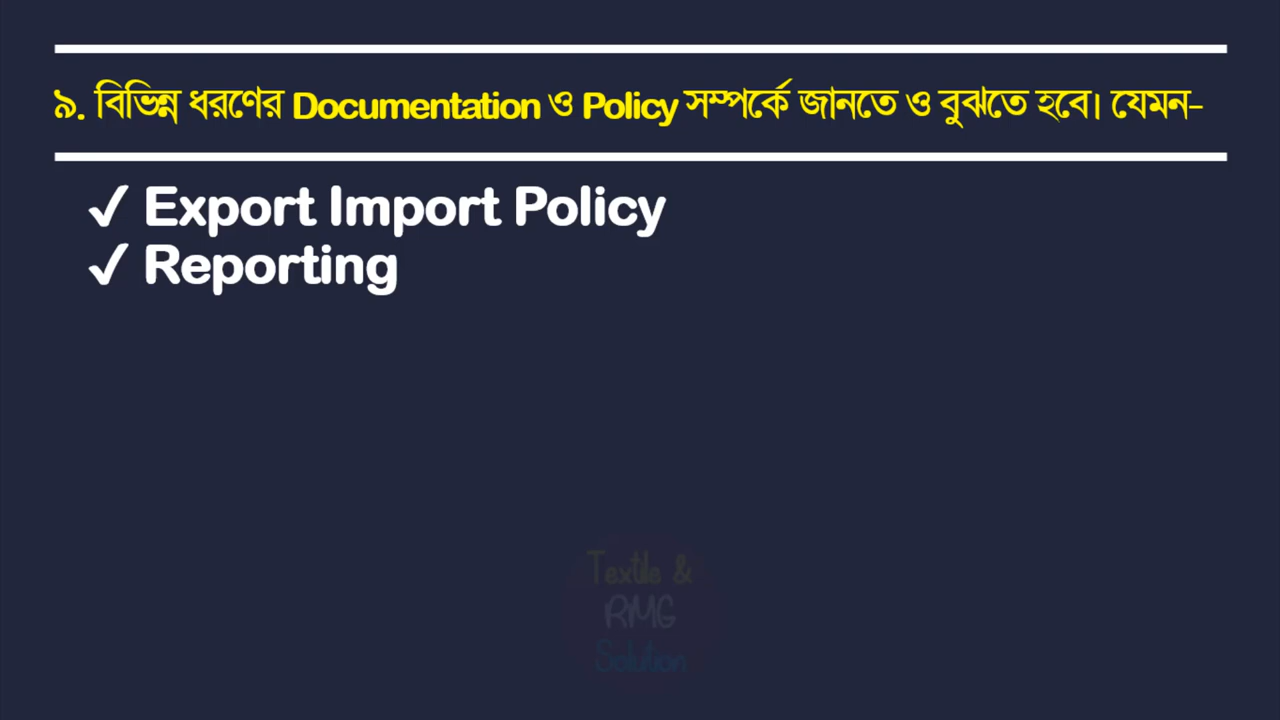 ৯. বিভিন্ন ধরণের Documentation ও Policy সম্পর্কে জানতে ও বুঝতে হবে। যেমন-
✓ Export Import Policy
✓ Reporting
Textile &
RMG
Solution